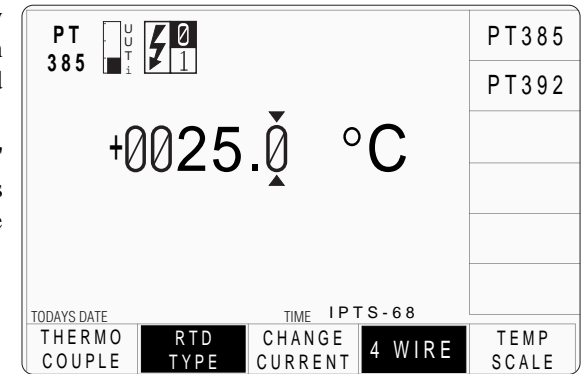 PT
385
UUTi
0
1
+0025.0 °C
PT385
PT392
TODAYS DATE
TIME
IPTS-68
THERMO
COUPLE
RTD
TYPE
CHANGE
CURRENT
4 WIRE
TEMP
SCALE